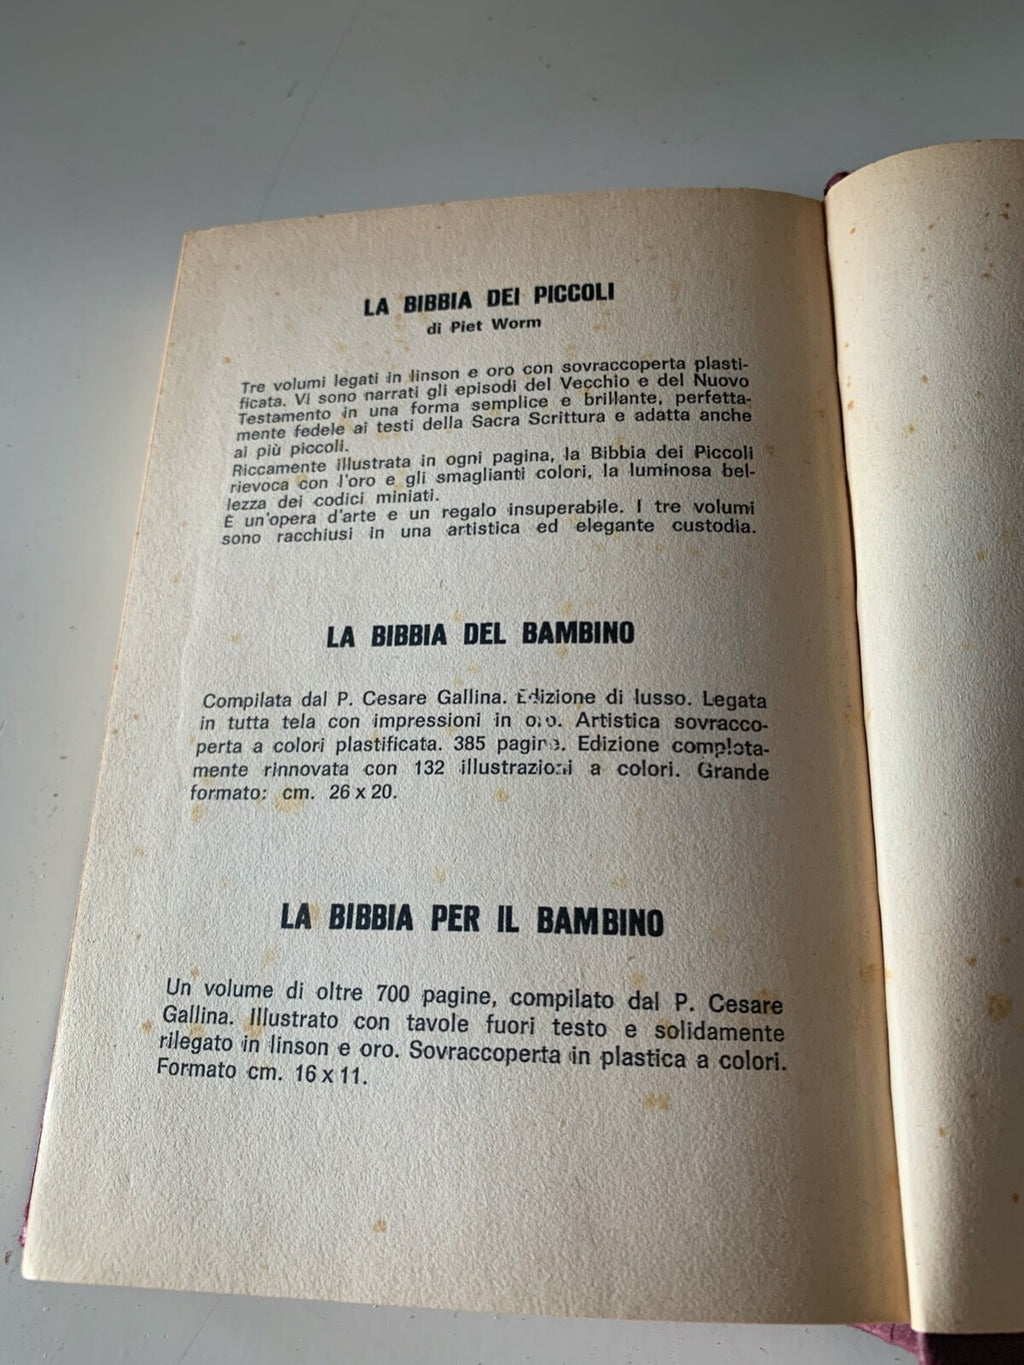 LA BIBBIA DEI PICCOLI
di Piet Worm
Tre volumi legati in linson e oro con sovraccoperta plasti-
ficata. Vi sono narrati gli episodi del Vecchio e del Nuovo
Testamento in una forma semplice e brillante, perfetta-
mente fedele ai testi della Sacra Scrittura e adatta anche
ai più piccoli.
Riccamente illustrata in ogni pagina, la Bibbia dei Piccoli
rievoca con l'oro e gli smaglianti colori, la luminosa bel-
lezza dei codici miniati.
È un'opera d'arte e un regalo insuperabile. I tre volumi
sono racchiusi in una artistica ed elegante custodia.
LA BIBBIA DEL BAMBINO
Compilata dal P. Cesare Gallina. Edizione di lusso. Legata
in tutta tela con impressioni in oro. Artistica sovracco-
perta a colori plastificata. 385 pagine. Edizione completa-
mente rinnovata con 132 illustrazioni a colori. Grande
formato: cm. 26 x 20.
LA BIBBIA PER IL BAMBINO
Un volume di oltre 700 pagine, compilato dal P. Cesare
Gallina. Illustrato con tavole fuori testo e solidamente
rilegato in linson e oro. Sovraccoperta in plastica a colori.
Formato cm. 16 x 11.